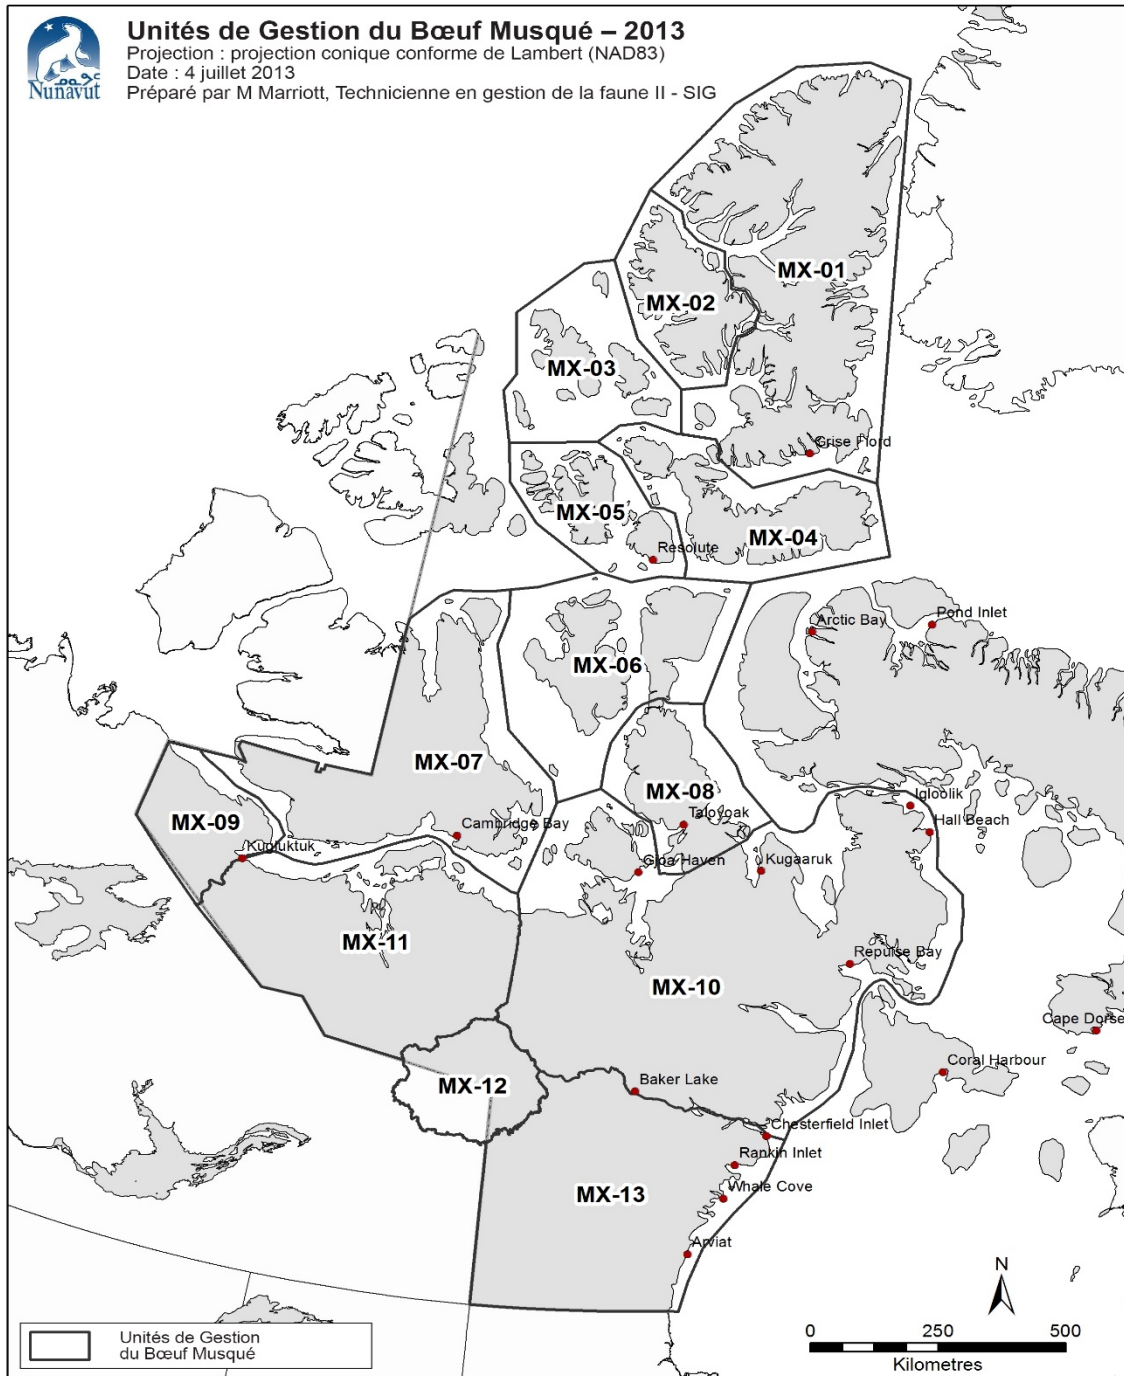 Unités de Gestion du Bœuf Musqué – 2013
Projection : projection conique conforme de Lambert (NAD83)
Date : 4 juillet 2013
Préparé par M Marriott, Technicienne en gestion de la faune II - SIG
Nunavut
MX-01
MX-02
MX-03
Grise Fiord
MX-05
MX-04
Resolute
Arctic Bay
Pond Inlet
MX-06
MX-07
MX-08
Igloolik
MX-09
Cambridge Bay
Taloyoak
Hall Beach
Kugluktuk
Gjoa Haven
Kugaaruk
MX-11
Repulse Bay
MX-10
Cape Dorse
Coral Harbour
MX-12
Baker Lake
Chesterfield Inlet
Rankin Inlet
MX-13
Whale Cove
Arviat
N
Unités de Gestion
du Bœuf Musqué
0 250 500
Kilometres